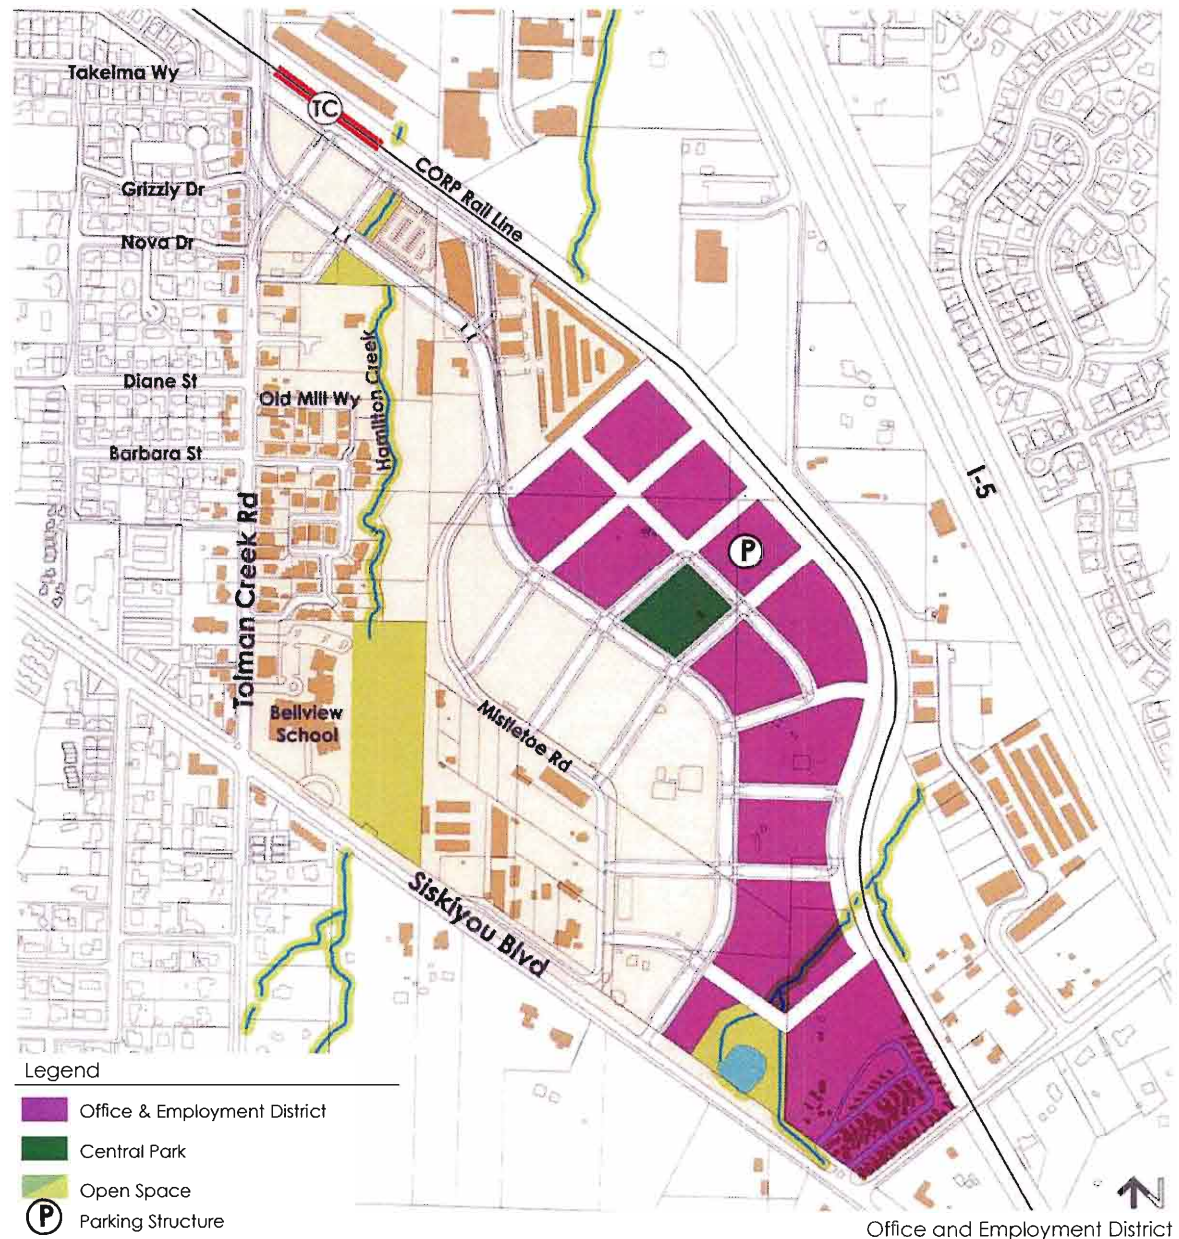 Takelma Wy
TC
CORP Rail Line
Grizzly Dr
Nova Dr
Hamilton Creek
Diane St
Old Mill Wy
Barbara St
I-5
Tolman Creek Rd
P
Bellview
School
Mistletoe Rd
Siskiyou Blvd
Legend
Office & Employment District
Central Park
Open Space
P Parking Structure
N
Office and Employment District